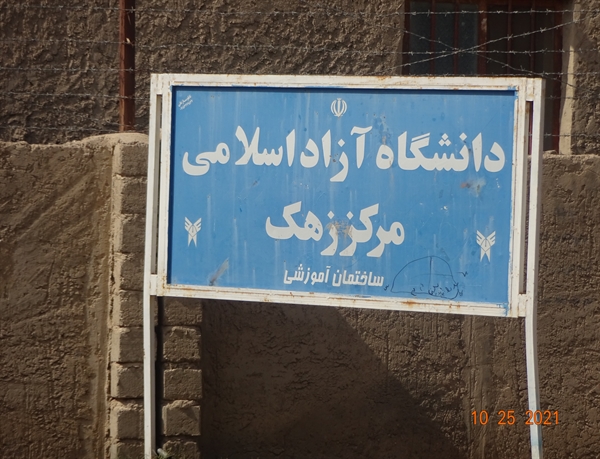 دانشگاه آزاد اسلامی
مرکز زهک
ساختمان آموزشی
10 25 2021